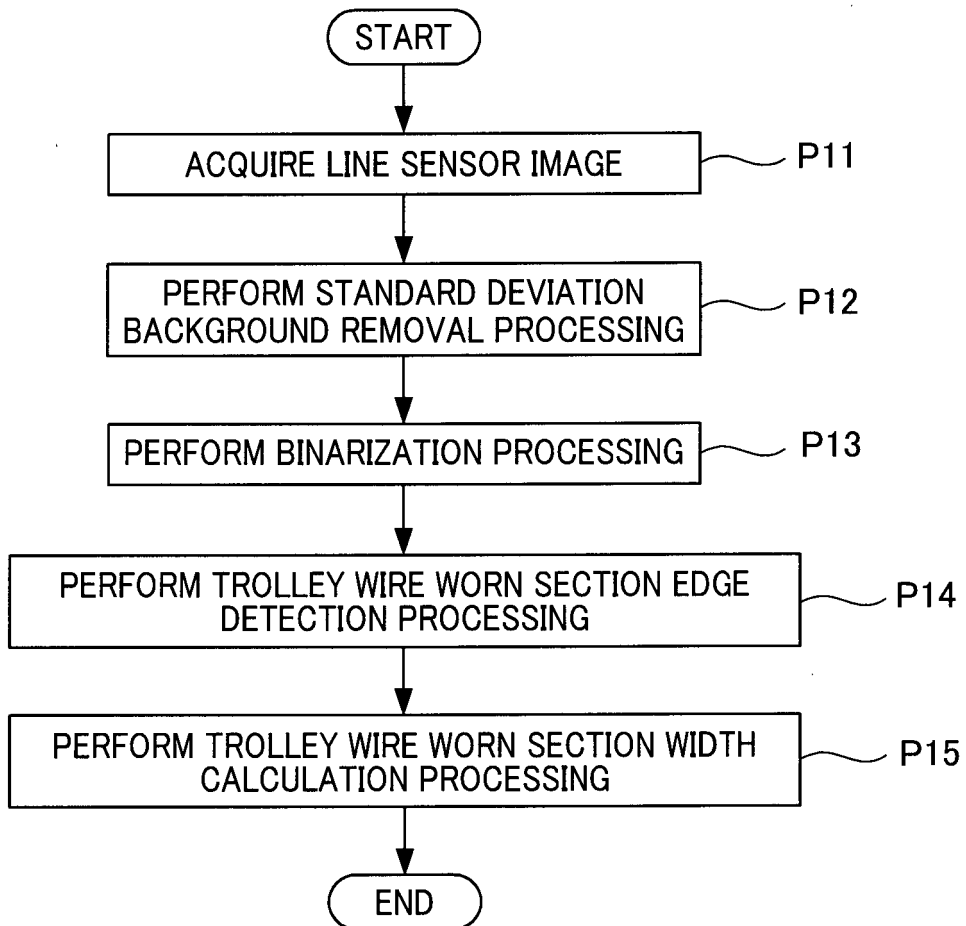 START
ACQUIRE LINE SENSOR IMAGE
P11
PERFORM STANDARD DEVIATION
BACKGROUND REMOVAL PROCESSING
P12
PERFORM BINARIZATION PROCESSING
P13
PERFORM TROLLEY WIRE WORN SECTION EDGE
DETECTION PROCESSING
P14
PERFORM TROLLEY WIRE WORN SECTION WIDTH
CALCULATION PROCESSING
P15
END